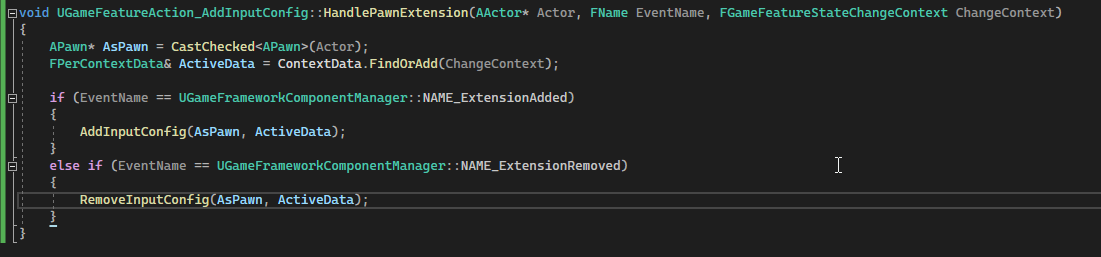 void UGameFeatureAction_AddInputConfig::HandlePawnExtension(AActor* Actor, FName EventName, FGameFeatureStateChangeContext ChangeContext)
{
    APawn* AsPawn = CastChecked<APawn>(Actor);
    FPerContextData& ActiveData = ContextData.FindOrAdd(ChangeContext);

    if (EventName == UGameFrameworkComponentManager::NAME_ExtensionAdded)
    {
        AddInputConfig(AsPawn, ActiveData);
    }
    else if (EventName == UGameFrameworkComponentManager::NAME_ExtensionRemoved)
    {
        RemoveInputConfig(AsPawn, ActiveData);
    }
}